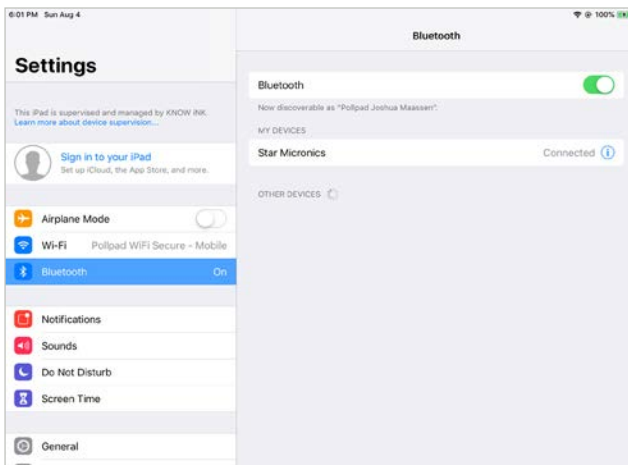 6:01 PM Sun Aug 4
100%
Settings
This iPad is supervised and managed by KNOW iNK.
Learn more about device supervision...
Sign in to your iPad
Set up iCloud, the App Store, and more.
Airplane Mode
Wi-Fi Pollpad WiFi Secure - Mobile
Bluetooth On
Notifications
Sounds
Do Not Disturb
Screen Time
General
Bluetooth
Bluetooth
Now discoverable as "Pollpad Joshua Maassen".
MY DEVICES
Star Micronics Connected
OTHER DEVICES